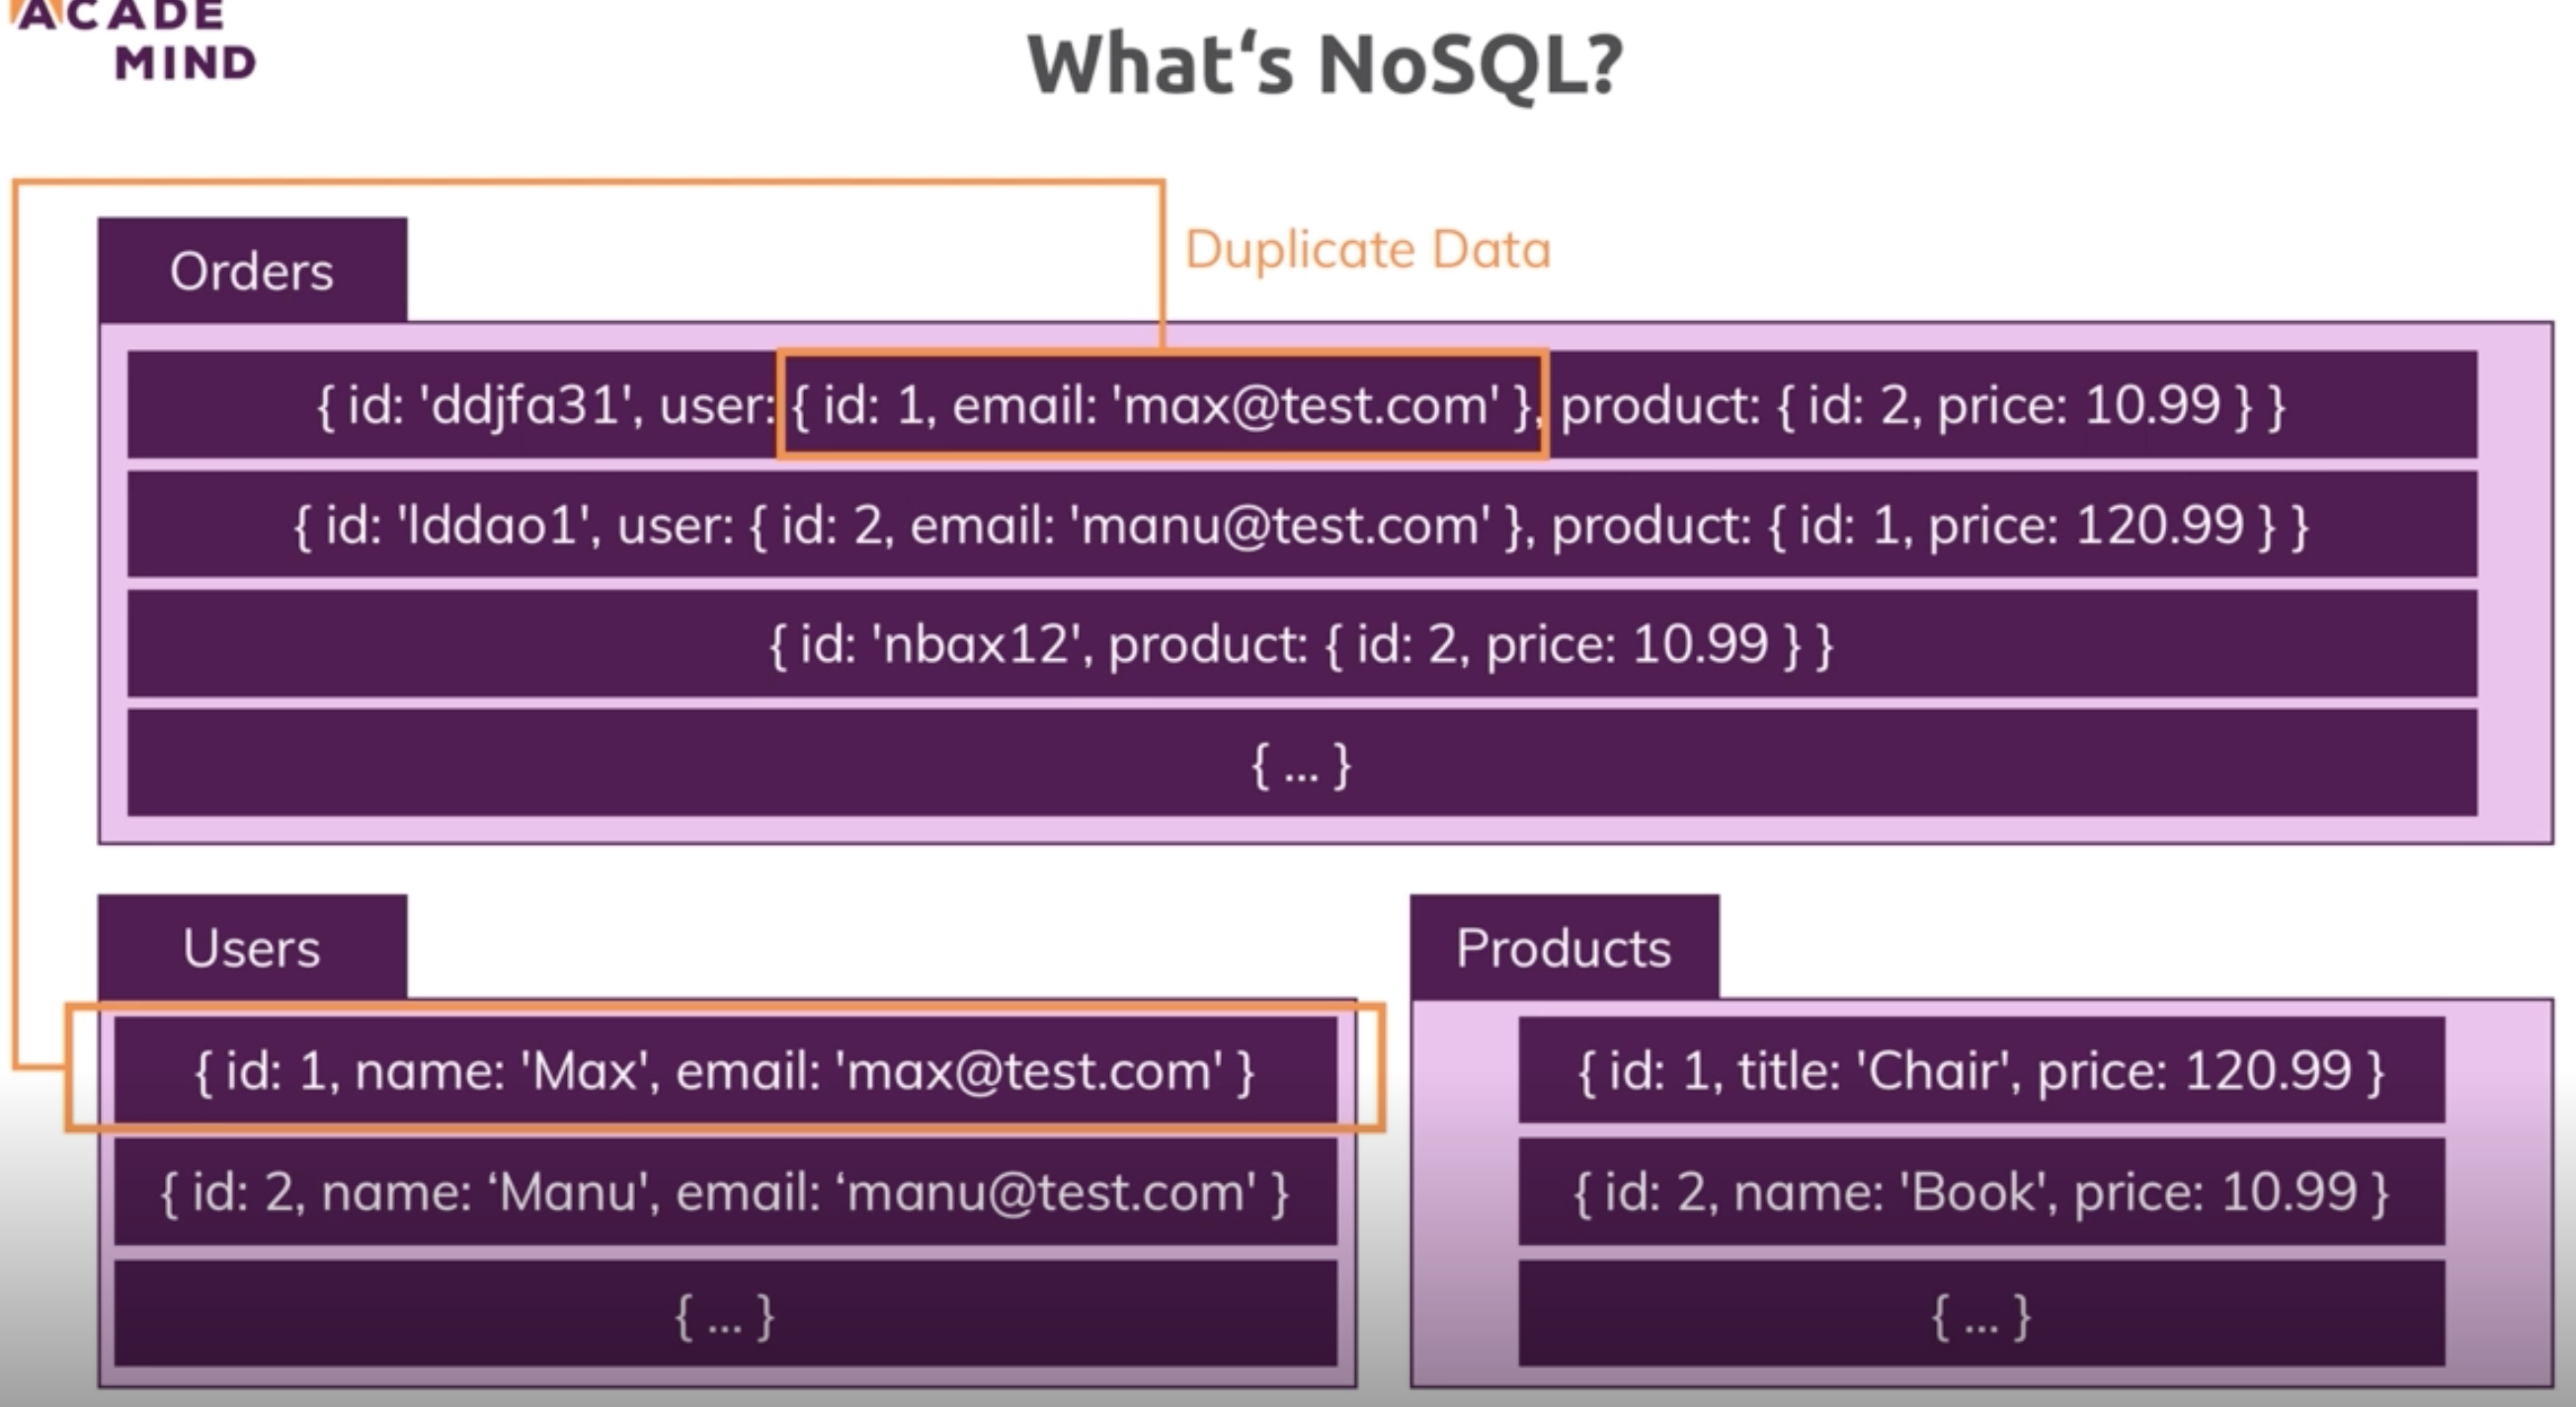 ACADE
MIND
What‘s NoSQL?
Duplicate Data
Orders
{ id: 'ddjfa31', user: { id: 1, email: 'max@test.com' }, product: { id: 2, price: 10.99 } }
{ id: 'lddao1', user: { id: 2, email: 'manu@test.com' }, product: { id: 1, price: 120.99 } }
{ id: 'nbax12', product: { id: 2, price: 10.99 } }
{ ... }
Users
{ id: 1, name: 'Max', email: 'max@test.com' }
{ id: 2, name: ‘Manu', email: ‘manu@test.com' }
{ ... }
Products
{ id: 1, title: 'Chair', price: 120.99 }
{ id: 2, name: 'Book', price: 10.99 }
{ ... }